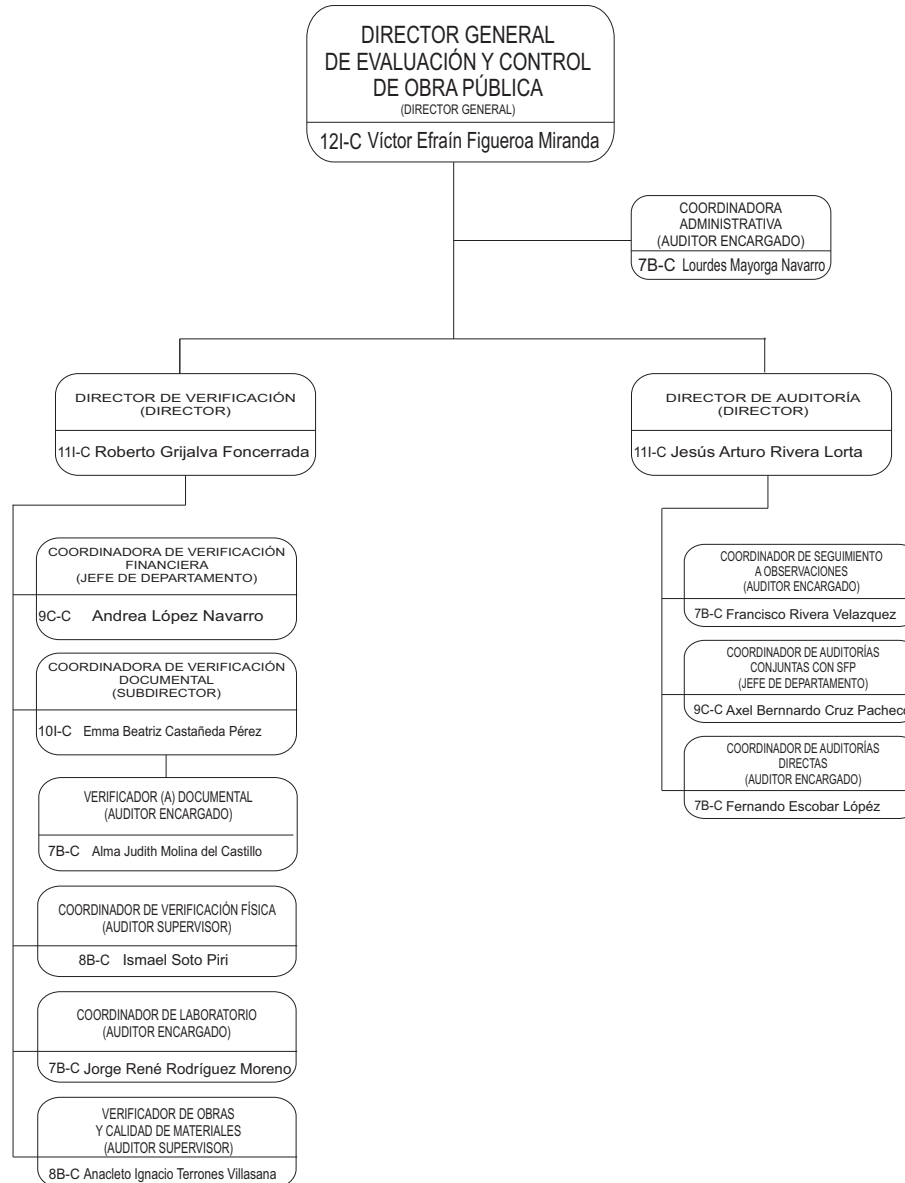 DIRECTOR GENERAL
DE EVALUACIÓN Y CONTROL
DE OBRA PÚBLICA
(DIRECTOR GENERAL)
12I-C Víctor Efraín Figueroa Miranda
COORDINADORA
ADMINISTRATIVA
(AUDITOR ENCARGADO)
7B-C Lourdes Mayorga Navarro
DIRECTOR DE VERIFICACIÓN
(DIRECTOR)
11I-C Roberto Grijalva Foncerrada
COORDINADORA DE VERIFICACIÓN
FINANCIERA
(JEFE DE DEPARTAMENTO)
9C-C Andrea López Navarro
COORDINADORA DE VERIFICACIÓN
DOCUMENTAL
(SUBDIRECTOR)
10I-C Emma Beatriz Castañeda Pérez
VERIFICADOR (A) DOCUMENTAL
(AUDITOR ENCARGADO)
7B-C Alma Judith Molina del Castillo
COORDINADOR DE VERIFICACIÓN FÍSICA
(AUDITOR SUPERVISOR)
8B-C Ismael Soto Piri
COORDINADOR DE LABORATORIO
(AUDITOR ENCARGADO)
7B-C Jorge René Rodríguez Moreno
VERIFICADOR DE OBRAS
Y CALIDAD DE MATERIALES
(AUDITOR SUPERVISOR)
8B-C Anacleto Ignacio Terrones Villasana
DIRECTOR DE AUDITORÍA
(DIRECTOR)
11I-C Jesús Arturo Rivera Lorta
COORDINADOR DE SEGUIMIENTO
A OBSERVACIONES
(AUDITOR ENCARGADO)
7B-C Francisco Rivera Velazquez
COORDINADOR DE AUDITORÍAS
CONJUNTAS CON SFP
(JEFE DE DEPARTAMENTO)
9C-C Axel Bernnardo Cruz Pacheco
COORDINADOR DE AUDITORÍAS
DIRECTAS
(AUDITOR ENCARGADO)
7B-C Fernando Escobar Lópéz